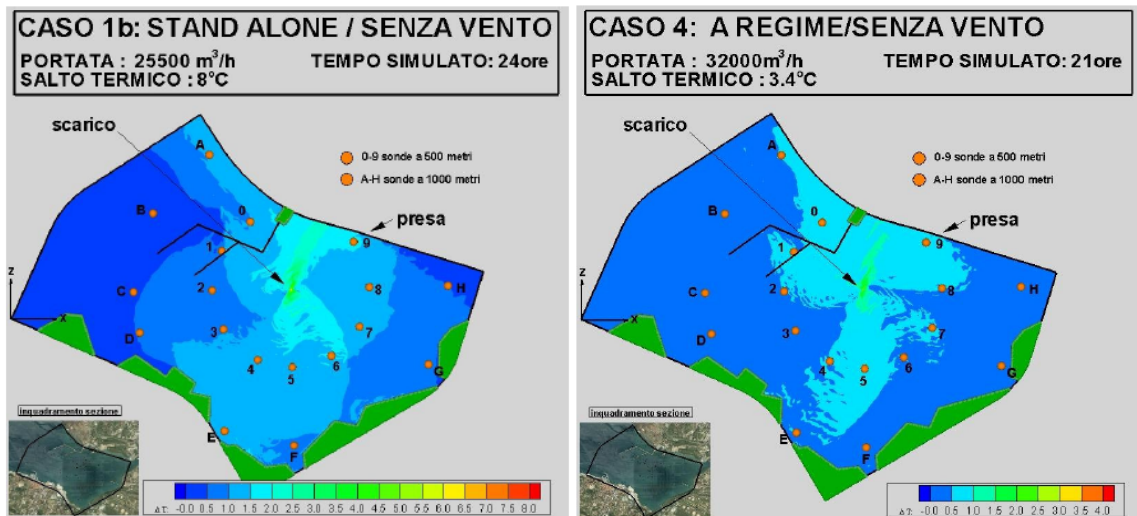 CASO 1b: STAND ALONE / SENZA VENTO
PORTATA : 25500 m³/h TEMPO SIMULATO: 24ore
SALTO TERMICO : 8°C
scarico
0-9 sonde a 500 metri
A-H sonde a 1000 metri
presa
A
B
0
1
9
C
2
8
H
D
3
7
4
5
6
G
E
F
z
x
inquadramento sezione
ΔT: -0.0 0.5 1.0 1.5 2.0 2.5 3.0 3.5 4.0 4.5 5.0 5.5 6.0 6.5 7.0 7.5 8.0
CASO 4: A REGIME/SENZA VENTO
PORTATA : 32000m³/h TEMPO SIMULATO: 21ore
SALTO TERMICO : 3.4°C
scarico
0-9 sonde a 500 metri
A-H sonde a 1000 metri
presa
A
B
0
1
9
C
2
8
H
D
3
7
4
5
6
G
E
F
z
x
inquadramento sezione
ΔT: -0.0 0.5 1.0 1.5 2.0 2.5 3.0 3.5 4.0